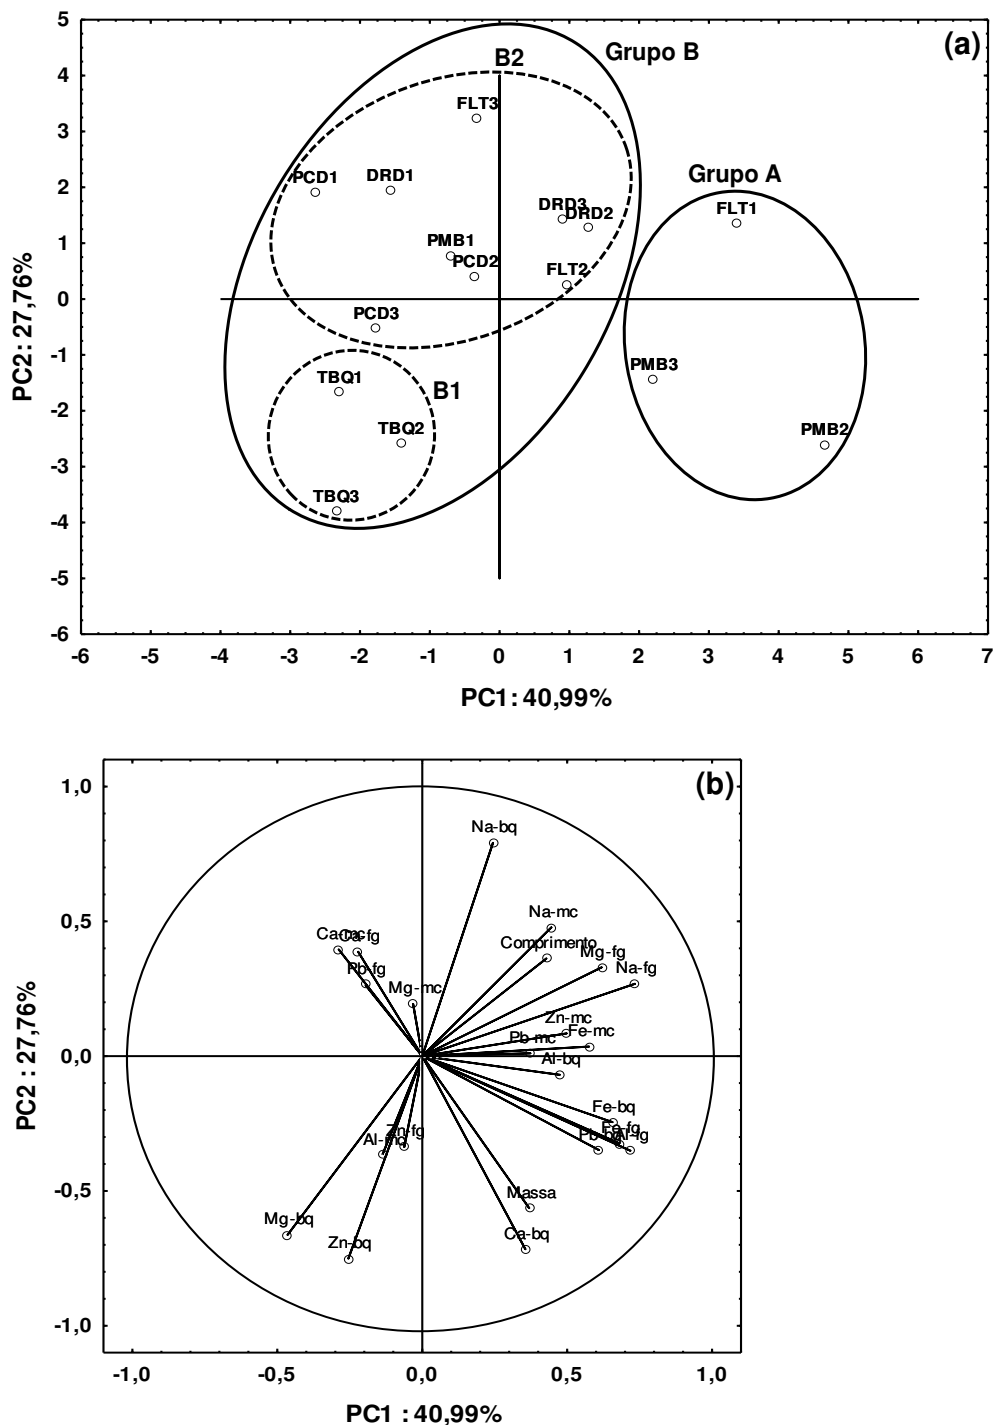 (a)
Grupo B
B2
FLT3
Grupo A
PCD1
DRD1
FLT1
DRD3
DRD2
PMB1
PCD2
FLT2
PCD3
PMB3
TBQ1
B1
TBQ2
PMB2
TBQ3
5
4
3
2
1
0
-1
-2
-3
-4
-5
-6
-6 -5 -4 -3 -2 -1 0 1 2 3 4 5 6 7
PC2: 27,76%
PC1: 40,99%
(b)
Na-bq
Na-mc
Ca-mc
Comprimento
Mg-fg
Pb-fg
Na-fg
Mg-mc
Zn-mc
Fe-mc
Pb-mc
Al-bq
Fe-bq
Fe-fg
Zn-fg
Massa
Mg-bq
Ca-bq
Zn-bq
1,0
0,5
0,0
-0,5
-1,0
-1,0 -0,5 0,0 0,5 1,0
PC2 : 27,76%
PC1 : 40,99%